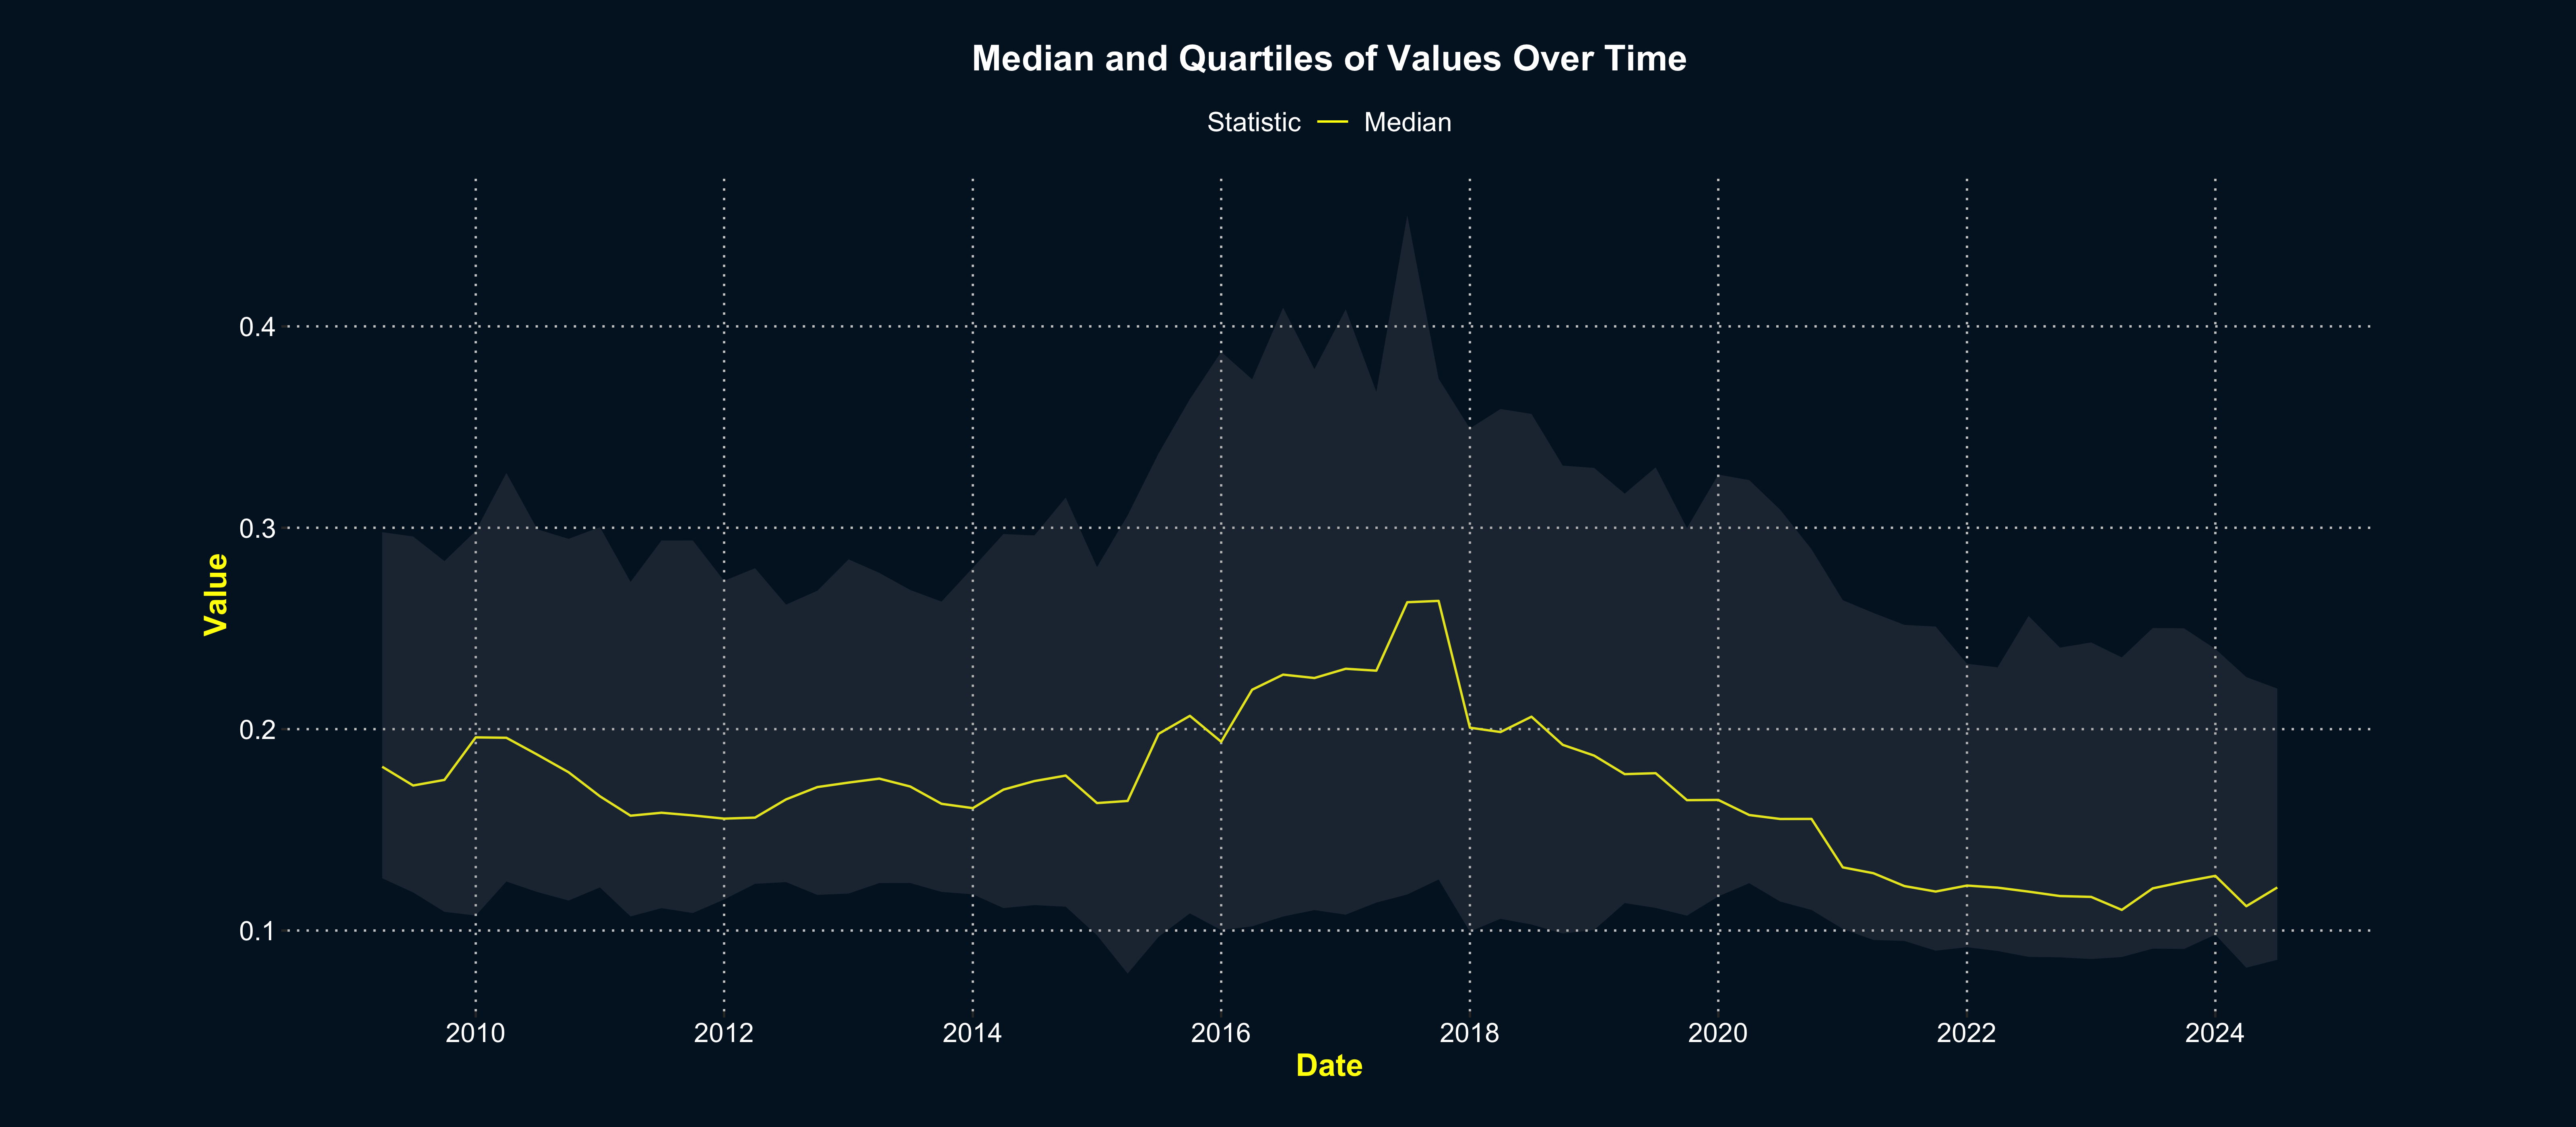 Median and Quartiles of Values Over Time
Statistic Median
Value
0.4
0.3
0.2
0.1
2010 2012 2014 2016 2018 2020 2022 2024
Date